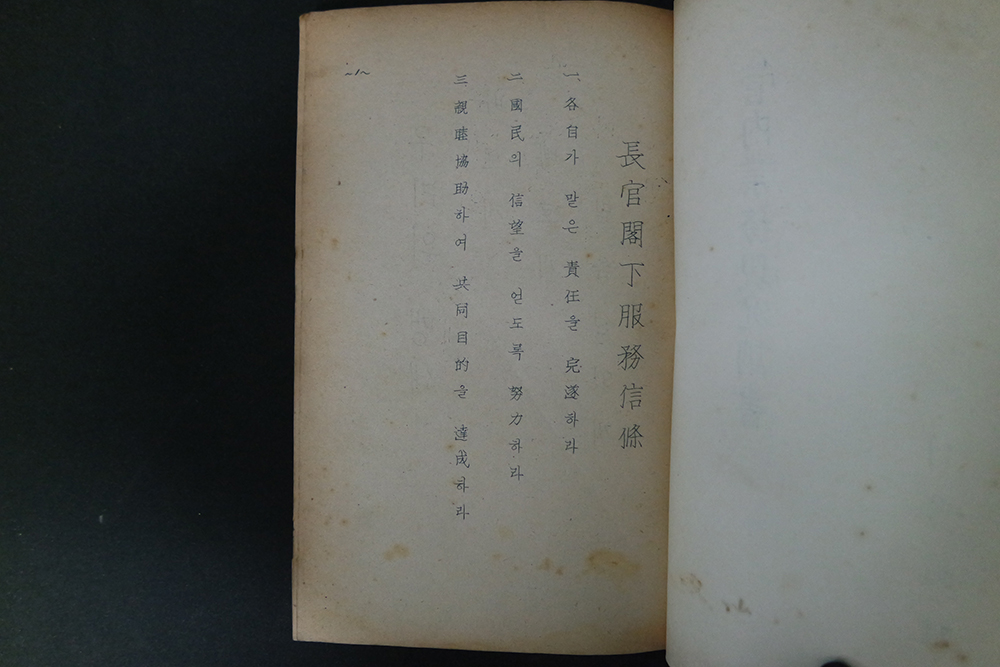 長官閣下服務信條
一、各自가 말은 責任을 完遂하라
二 國民의 信望을 얻도록 努力하라
三 親睦協助하여 共同目的을 達成하라
~1~